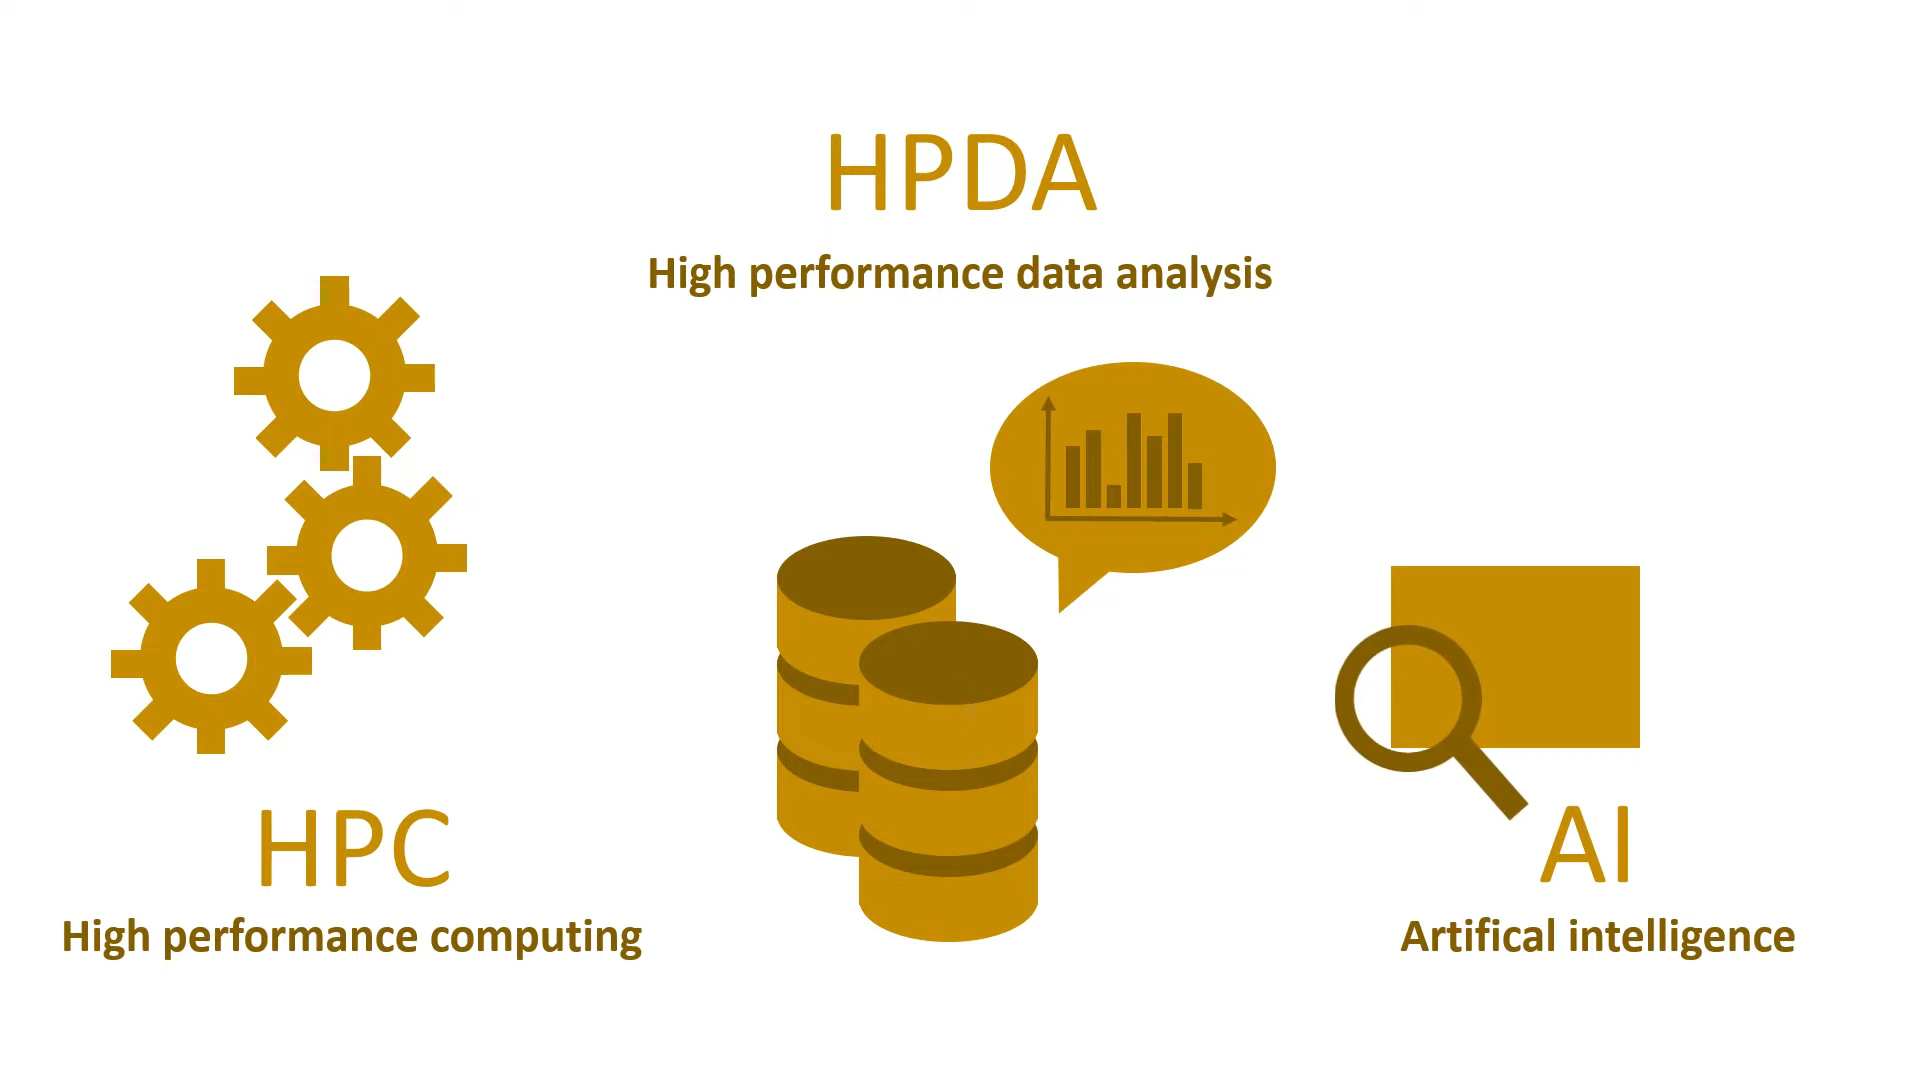 HPDA
High performance data analysis
HPC
High performance computing
AI
Artifical intelligence